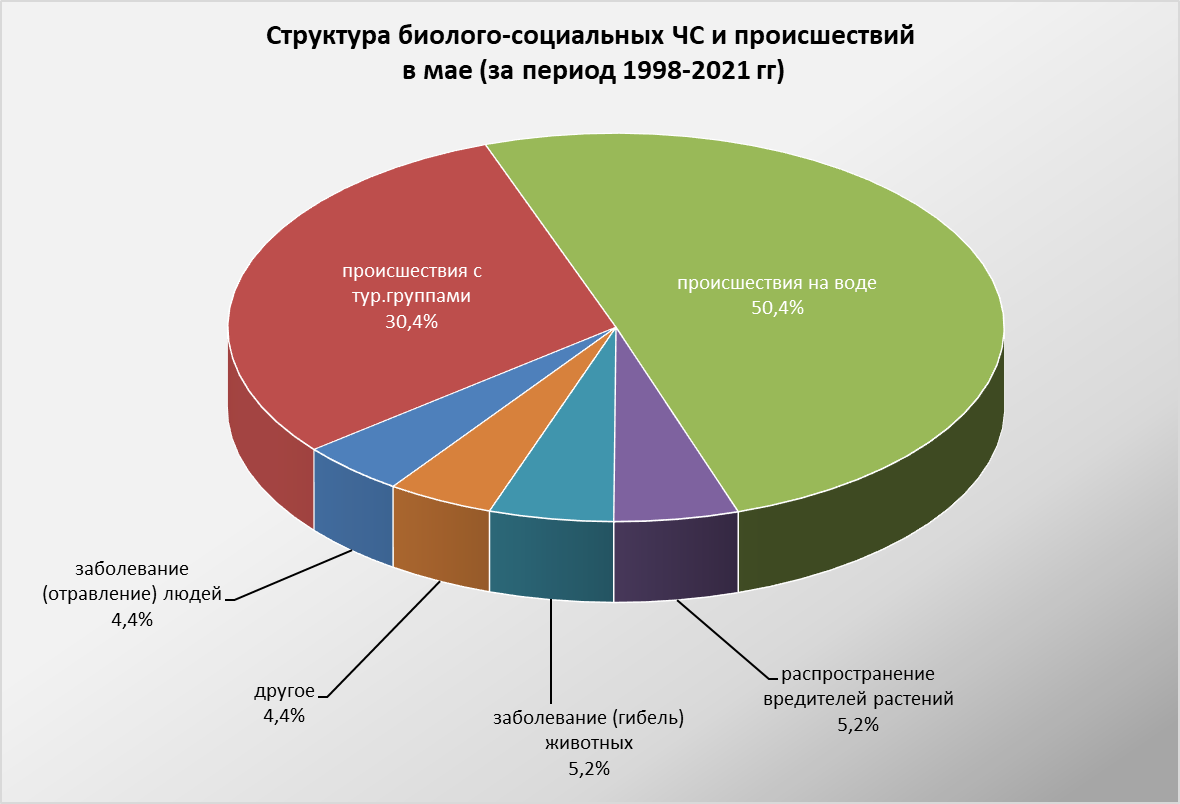 Структура биолого-социальных ЧС и происшествий
в мае (за период 1998-2021 гг)
происшествия с
тур.группами
30,4%
происшествия на воде
50,4%
заболевание
(отравление) людей
4,4%
другое
4,4%
заболевание (гибель)
животных
5,2%
распространение
вредителей растений
5,2%